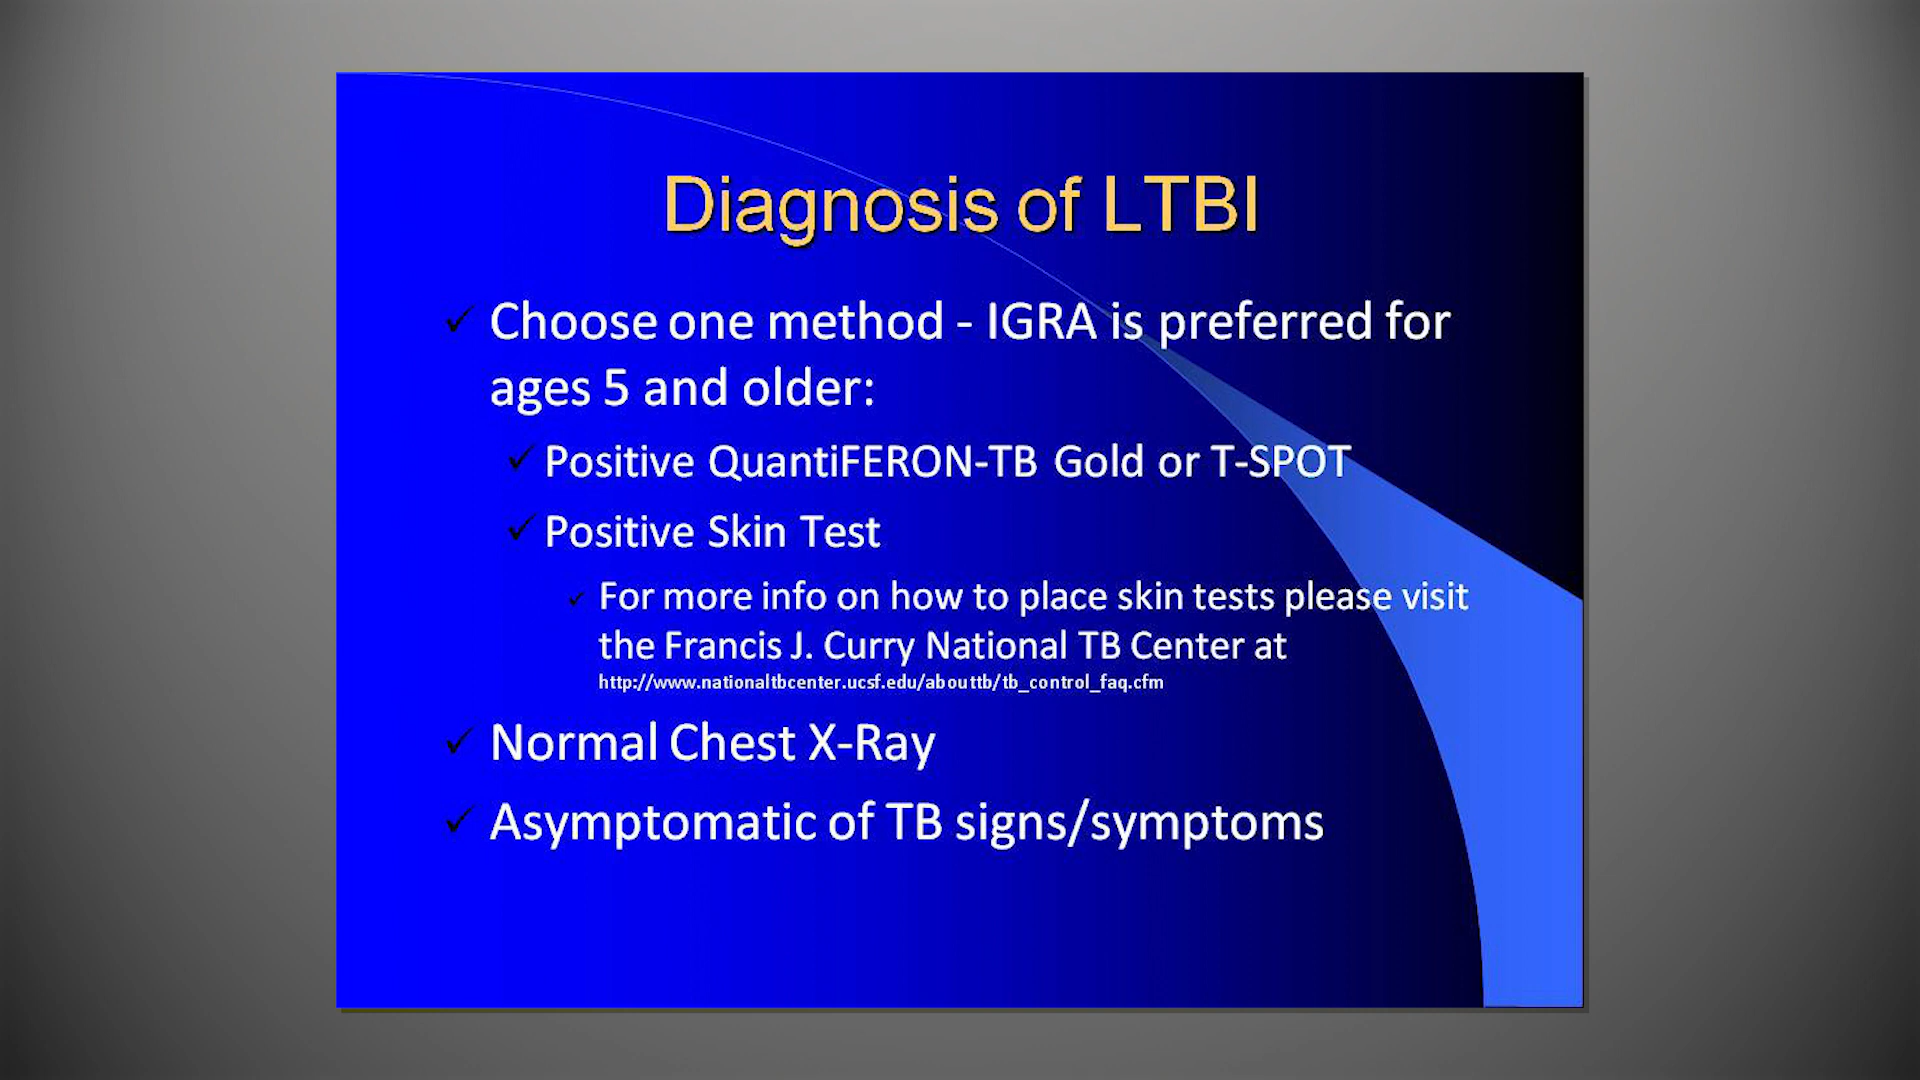 Diagnosis of LTBI
Choose one method - IGRA is preferred for
ages 5 and older:
Positive QuantiFERON-TB Gold or T-SPOT
Positive Skin Test
For more info on how to place skin tests please visit
the Francis J. Curry National TB Center at
http://www.nationaltbcenter.ucsf.edu/abouttb/tb_control_faq.cfm
Normal Chest X-Ray
Asymptomatic of TB signs/symptoms